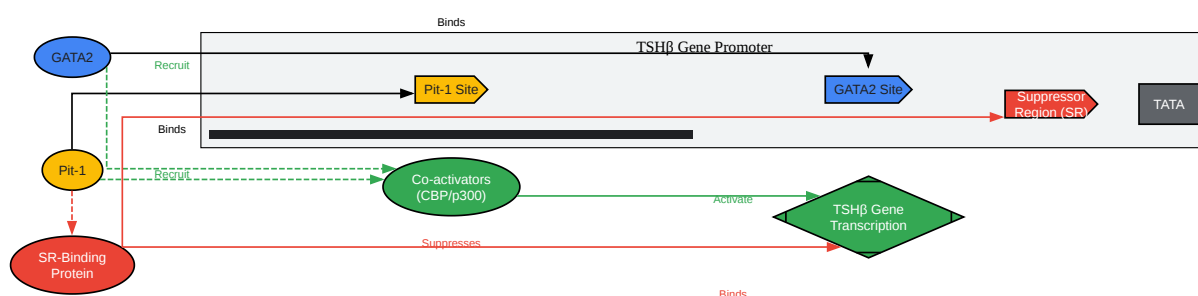 Binds
TSHβ Gene Promoter
GATA2
Recruit
Pit-1 Site
GATA2 Site
Suppressor
Region (SR)
TATA
Binds
Pit-1
Recruit
Co-activators
(CBP/p300)
Activate
TSHβ Gene
Transcription
Suppresses
SR-Binding
Protein
Binds